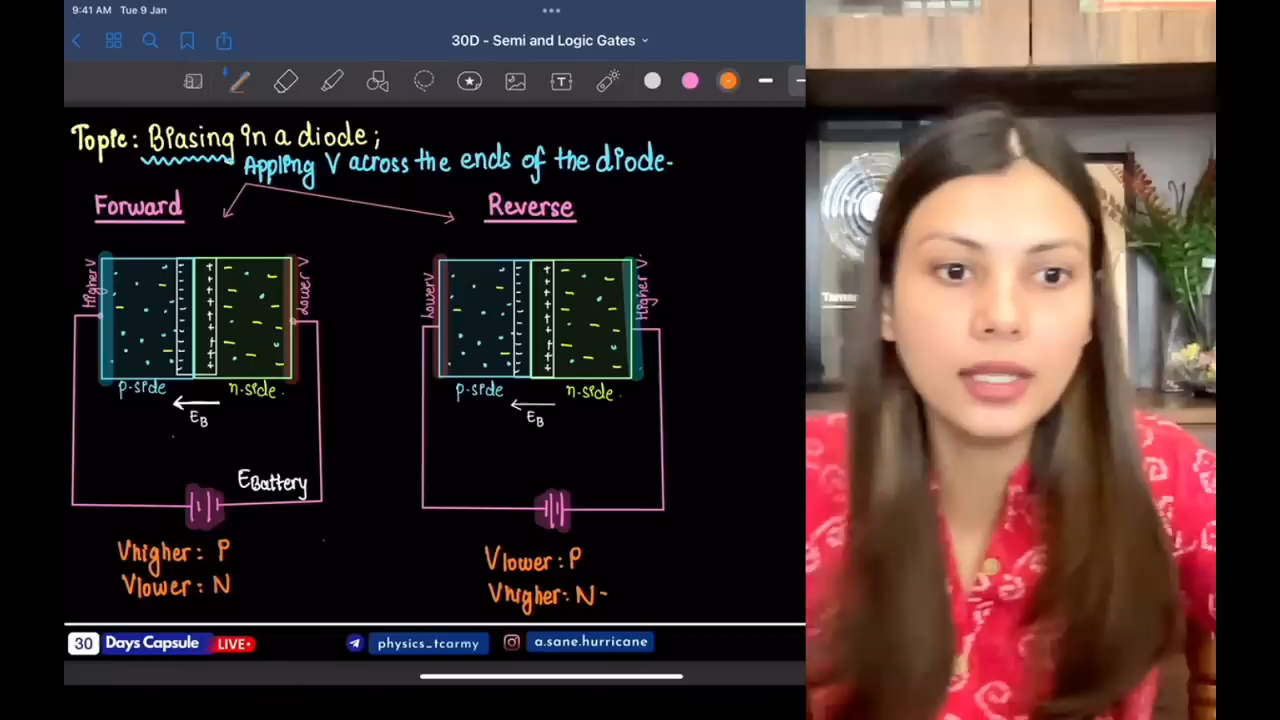 9:41 AM Tue 9 Jan
30D - Semi and Logic Gates
Topic: Biasing in a diode;
Appling V across the ends of the diode-
Forward
Reverse
Higher V
Lower V
Lower V
Higher V
p-side
n-side.
p-side
n-side.
EB
EB
EBattery
Vhigher: P
Vlower: N
Vlower: P
Vhigher: N-
30 Days Capsule LIVE
physics_tcarmy
a.sane.hurricane